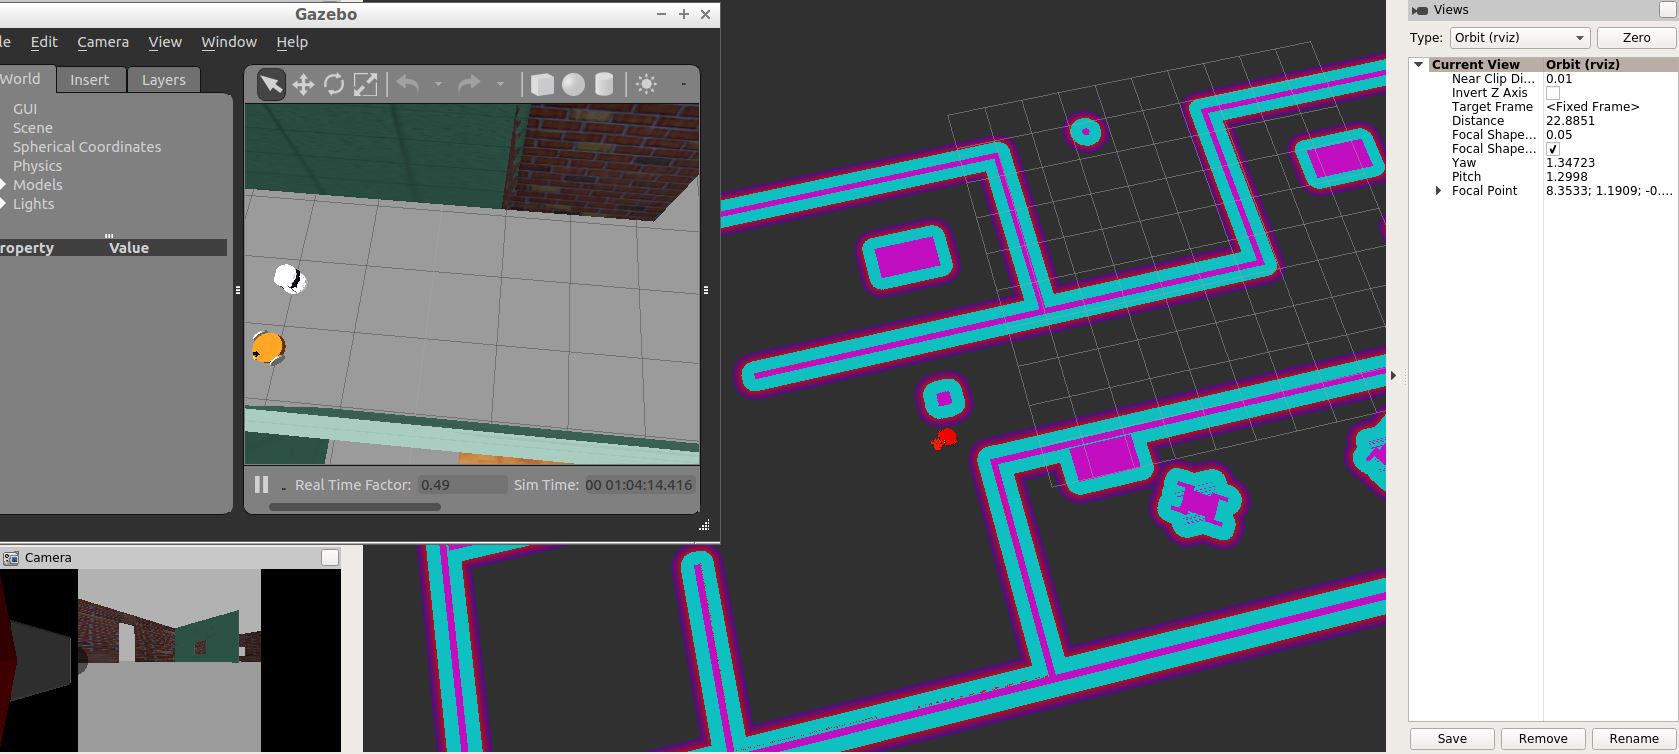 Gazebo
le Edit Camera View Window Help
World Insert Layers
GUI
Scene
Spherical Coordinates
Physics
Models
Lights
roperty Value
Real Time Factor: 0.49 Sim Time: 00 01:04:14.416
Camera
Views
Type: Orbit (rviz) Zero
Current View Orbit (rviz)
Near Clip Di... 0.01
Invert Z Axis
Target Frame <Fixed Frame>
Distance 22.8851
Focal Shape... 0.05
Focal Shape... ✔
Yaw 1.34723
Pitch 1.2998
Focal Point 8.3533; 1.1909; -0....
Save Remove Rename